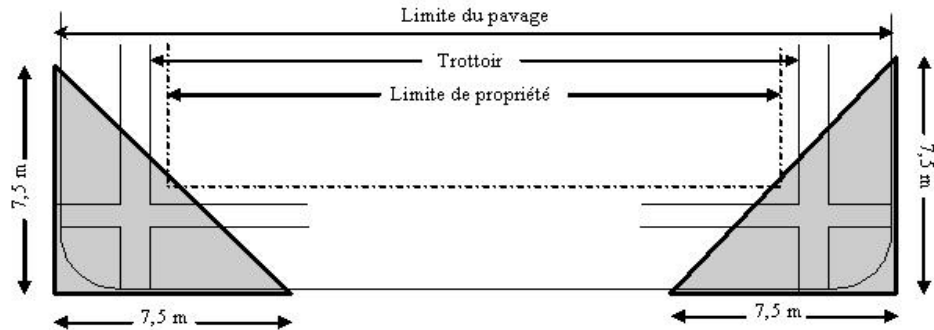 Limite du pavage
Trottoir
Limite de propriété
7,5 m
7,5 m
7,5 m
7,5 m